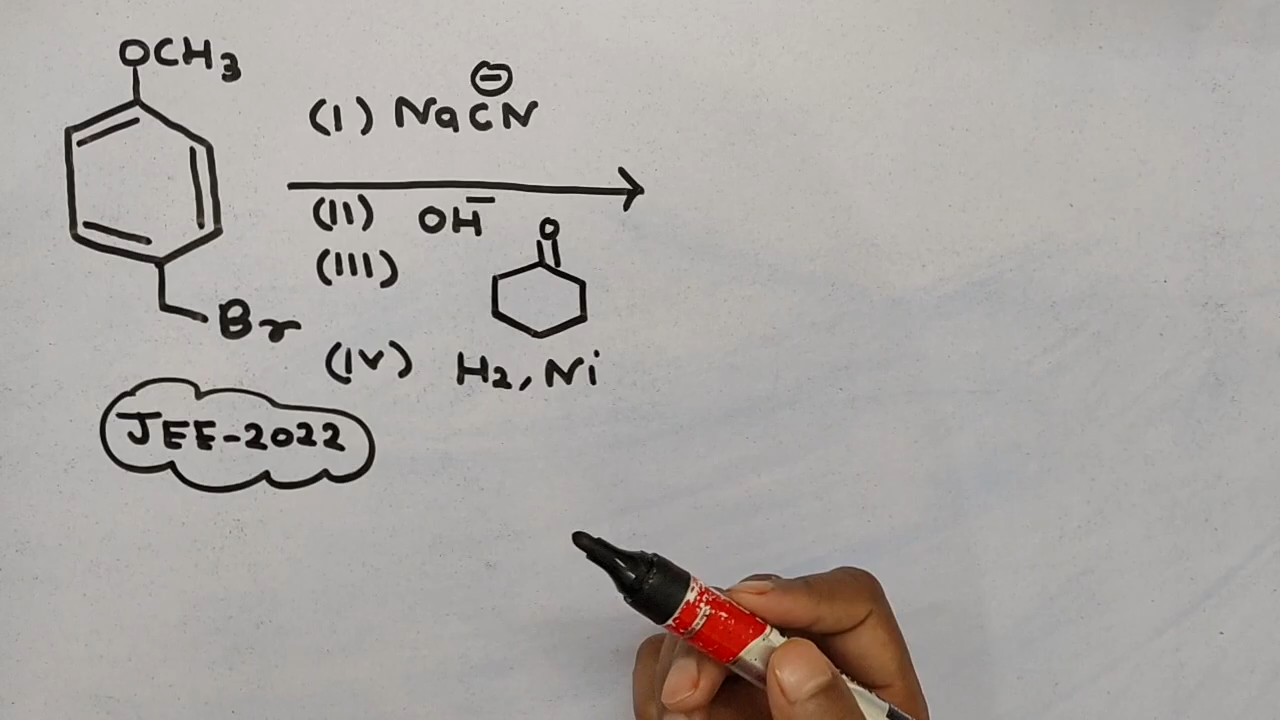 OCH3
(I) NaCN
⊖
(II) OH⁻
(III)
O
Br
(IV) H2, Ni
JEE-2022